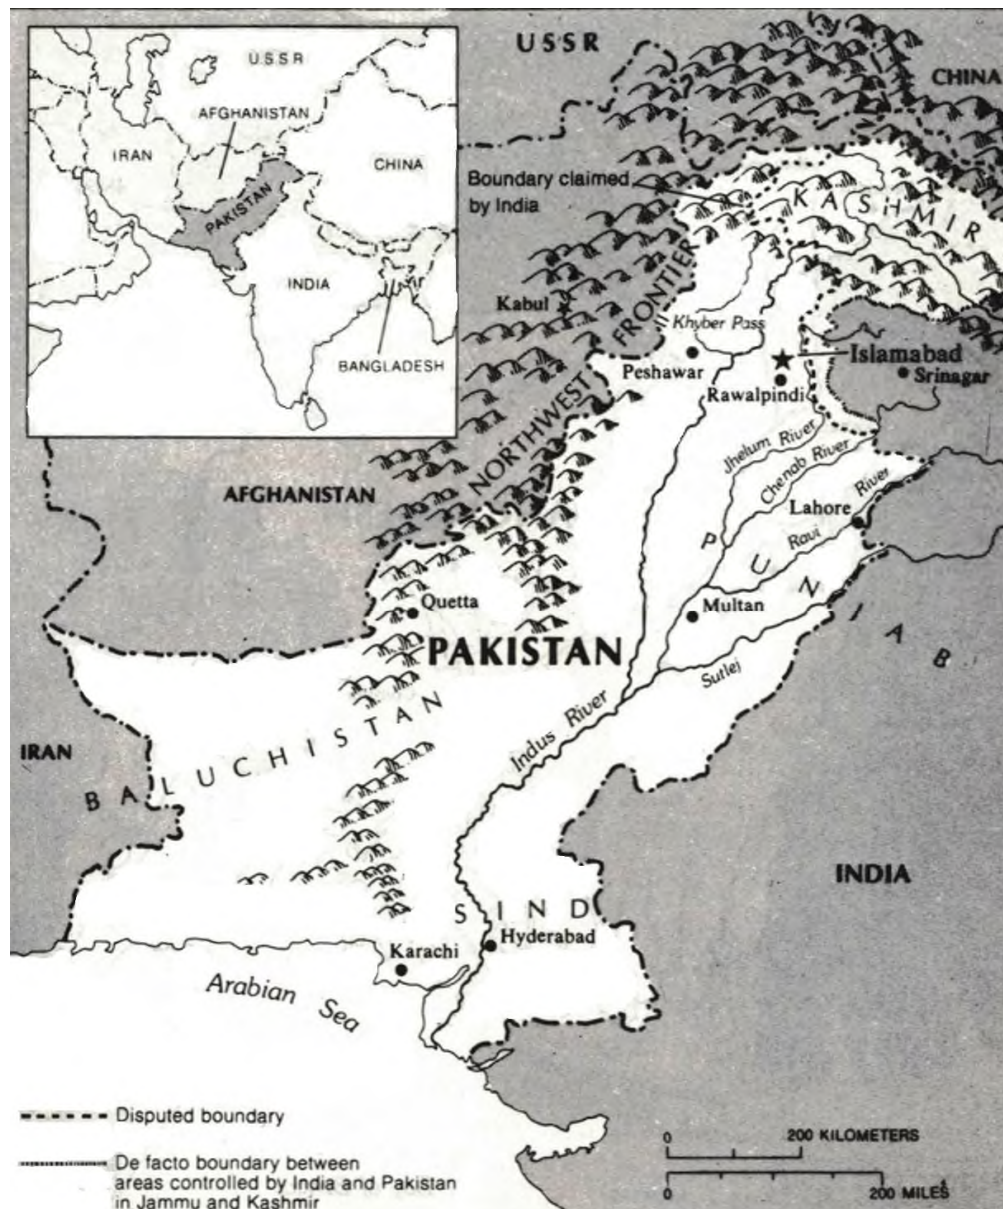 USSR
CHINA
U.S.S.R
AFGHANISTAN
IRAN
CHINA
PAKISTAN
INDIA
BANGLADESH
Boundary claimed
by India
KASHMIR
Kabul
NORTHWEST FRONTIER
Khyber Pass
Peshawar
Islamabad
Srinagar
Rawalpindi
Jhelum River
Chenab River
AFGHANISTAN
Lahore
Ravi River
PUNJAB
Quetta
Multan
PAKISTAN
Sutlej
Indus River
IRAN
BALUCHISTAN
INDIA
SIND
Karachi
Hyderabad
Arabian Sea
Disputed boundary
De facto boundary between
areas controlled by India and Pakistan
in Jammu and Kashmir
0 200 KILOMETERS
0 200 MILES